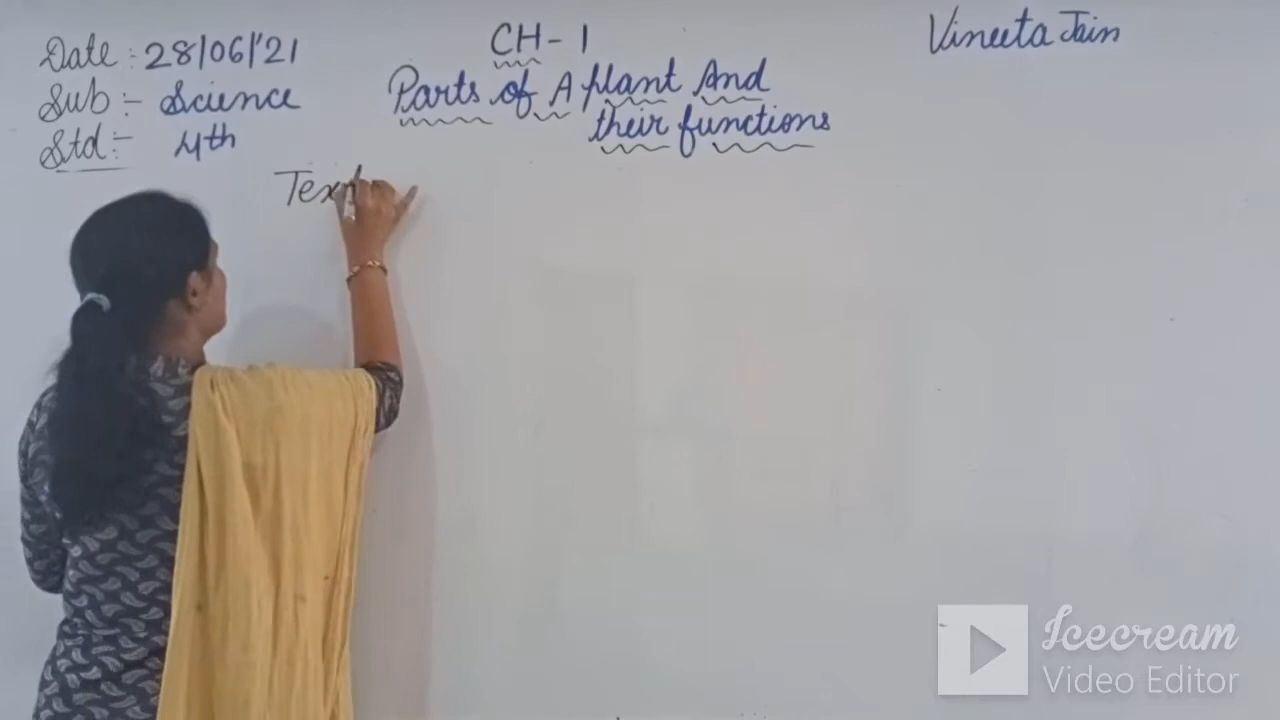 Date : 28/06/'21
Sub :- Science
Std :- 4th
CH - 1
Parts of A plant And
their functions
Vineeta Jain
Text
Icecream
Video Editor